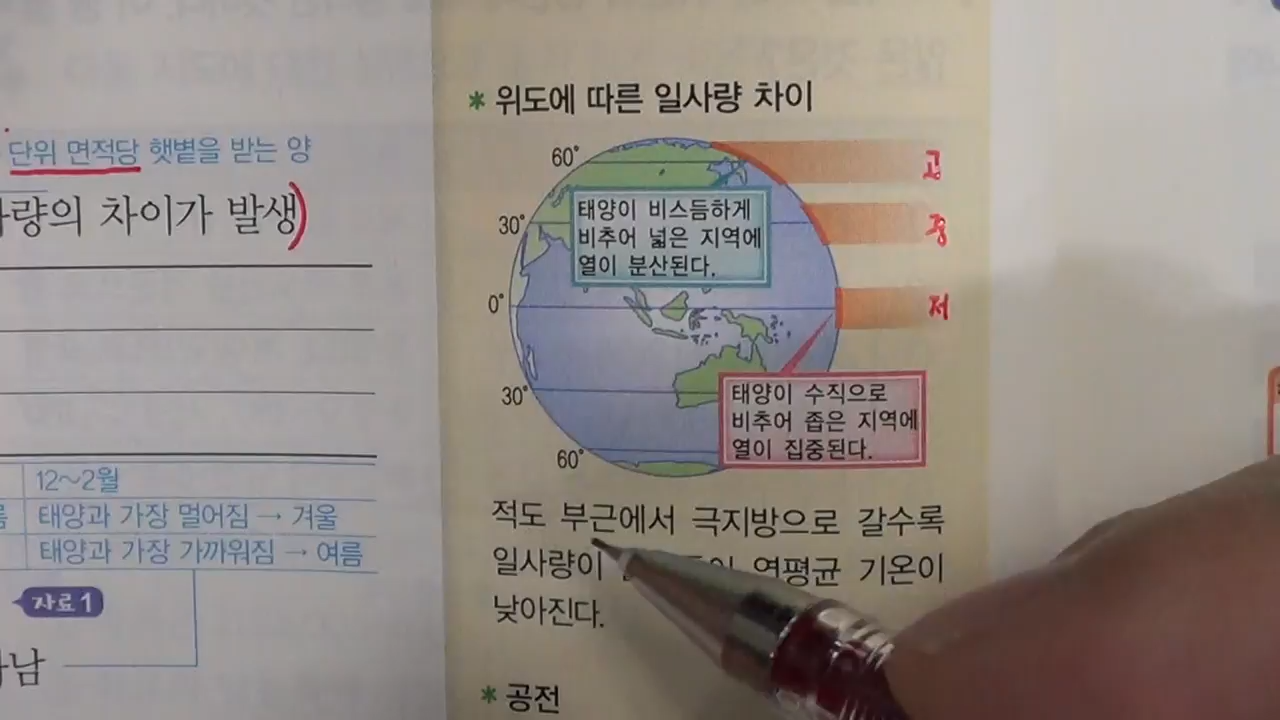 단위 면적당 햇볕을 받는 양
량의 차이가 발생)
12~2월
태양과 가장 멀어짐 → 겨울
태양과 가장 가까워짐 → 여름
자료1
남
* 위도에 따른 일사량 차이
60°
30°
0°
30°
60°
태양이 비스듬하게
비추어 넓은 지역에
열이 분산된다.
고
중
저
태양이 수직으로
비추어 좁은 지역에
열이 집중된다.
적도 부근에서 극지방으로 갈수록
일사량이 연평균 기온이
낮아진다.
* 공전